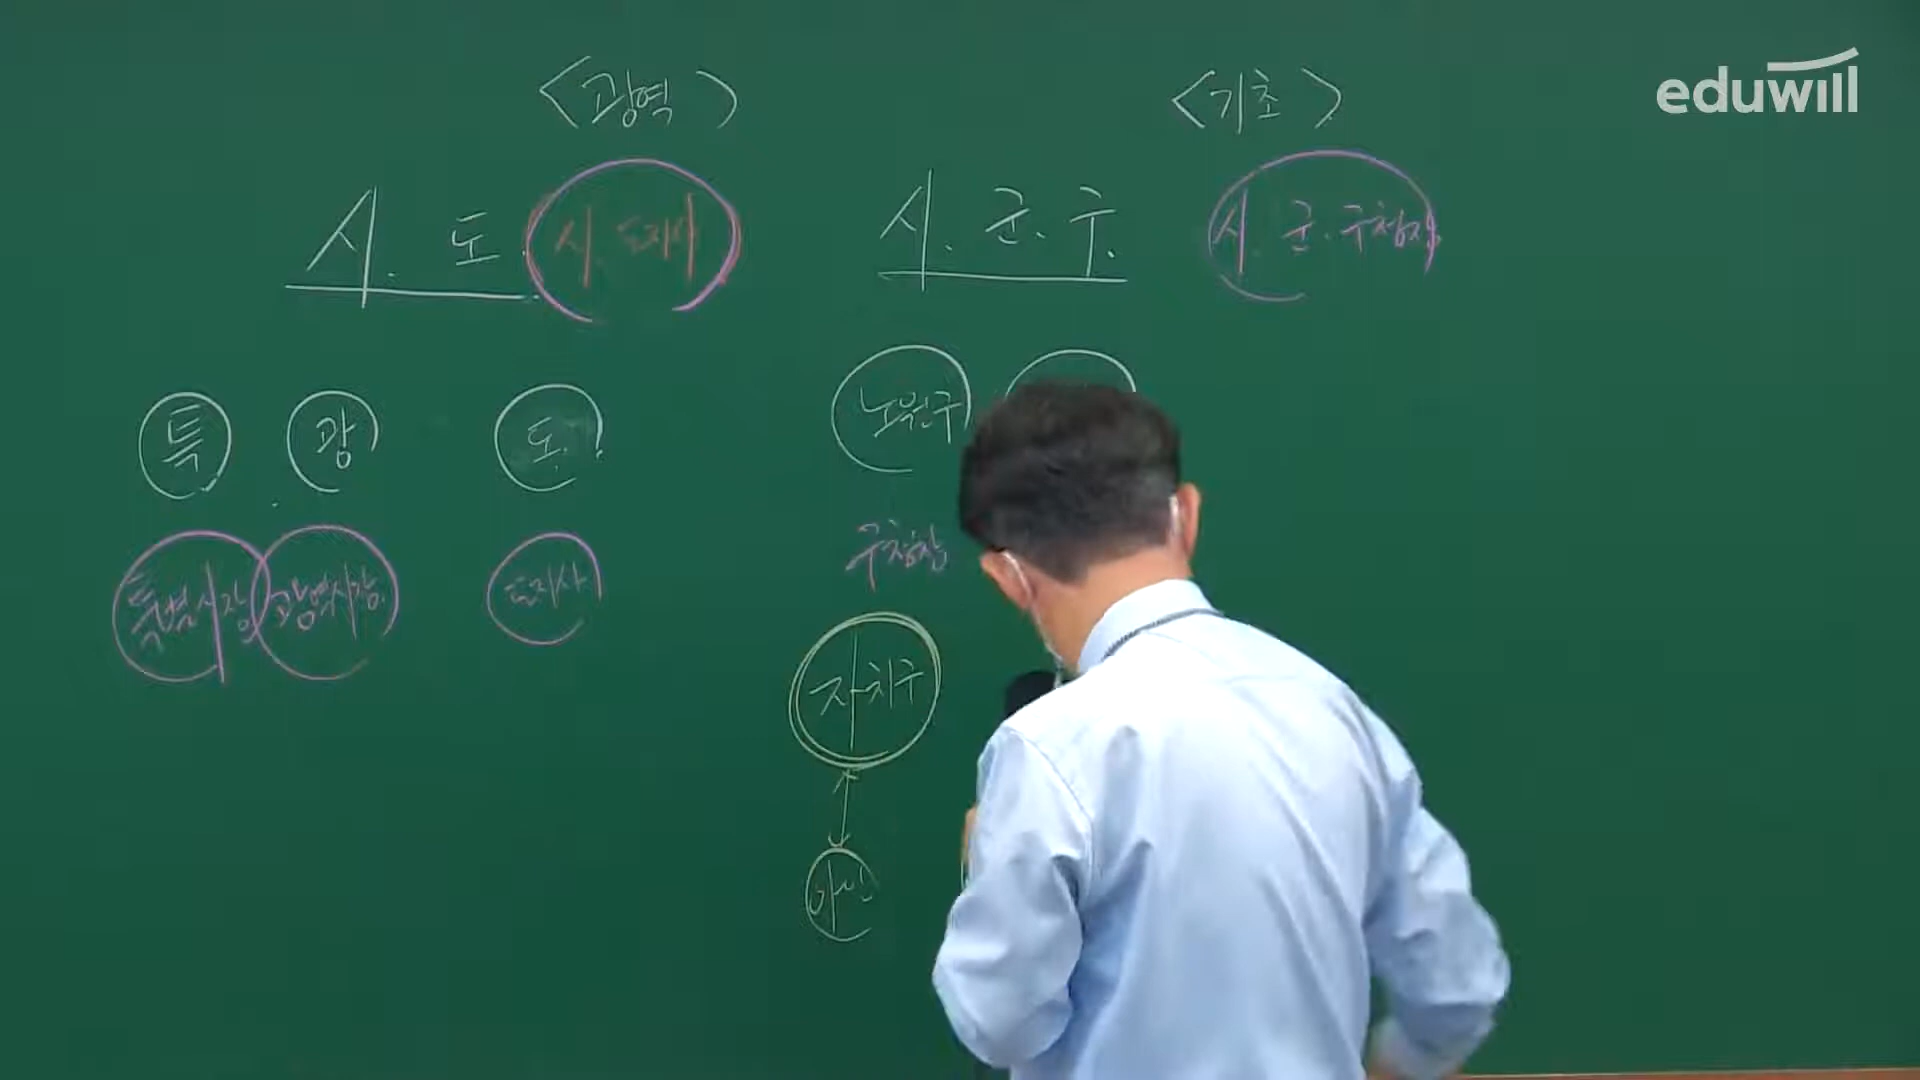 eduwill
<광역> <기초>
시. 도. 시. 도지사 시. 군. 구. 시. 군. 구청장
특 광 도 노원구
특별시장 광역시장 도지사 구청장
자치구